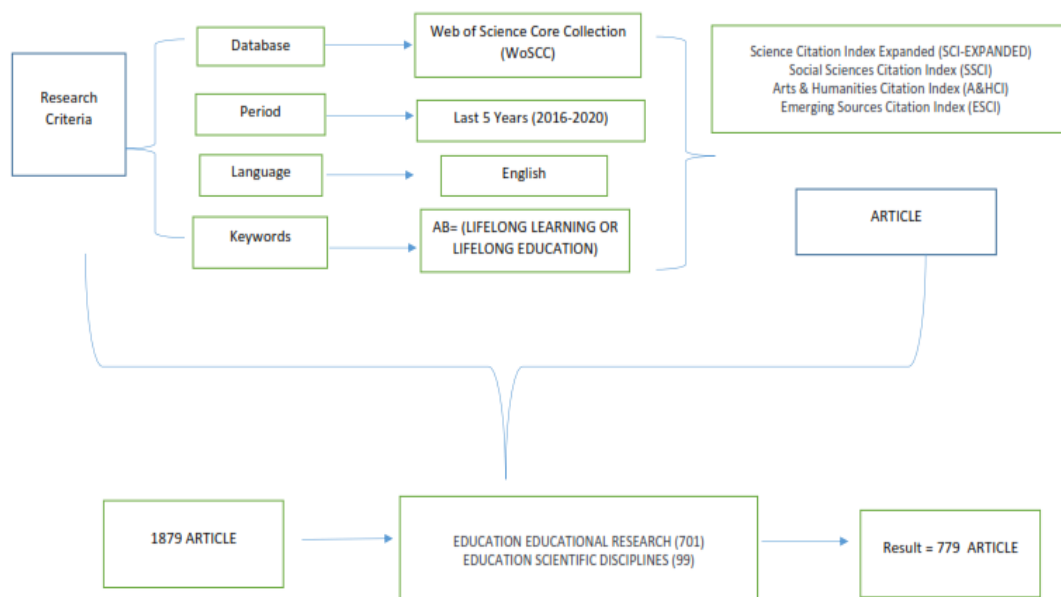 Research
Criteria
Database
Web of Science Core Collection
(WoSCC)
Period
Last 5 Years (2016-2020)
Language
English
Keywords
AB= (LIFELONG LEARNING OR
LIFELONG EDUCATION)
Science Citation Index Expanded (SCI-EXPANDED)
Social Sciences Citation Index (SSCI)
Arts & Humanities Citation Index (A&HCI)
Emerging Sources Citation Index (ESCI)
ARTICLE
1879 ARTICLE
EDUCATION EDUCATIONAL RESEARCH (701)
EDUCATION SCIENTIFIC DISCIPLINES (99)
Result = 779 ARTICLE